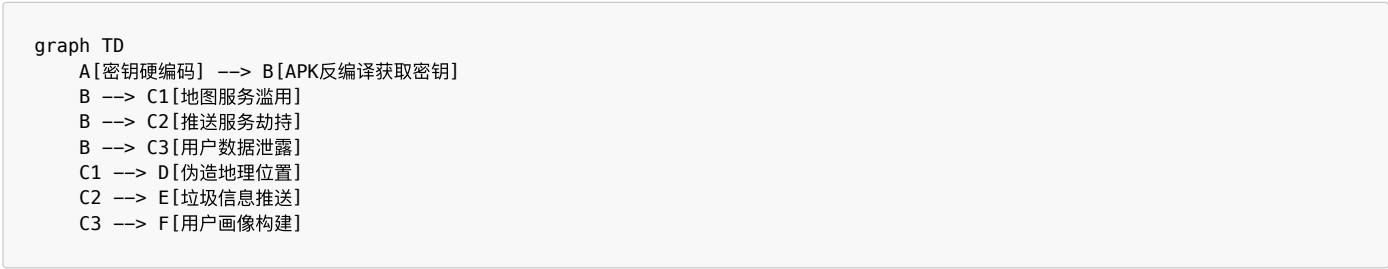 graph TD
    A[密钥硬编码] --> B[APK反编译获取密钥]
    B --> C1[地图服务滥用]
    B --> C2[推送服务劫持]
    B --> C3[用户数据泄露]
    C1 --> D[伪造地理位置]
    C2 --> E[垃圾信息推送]
    C3 --> F[用户画像构建]